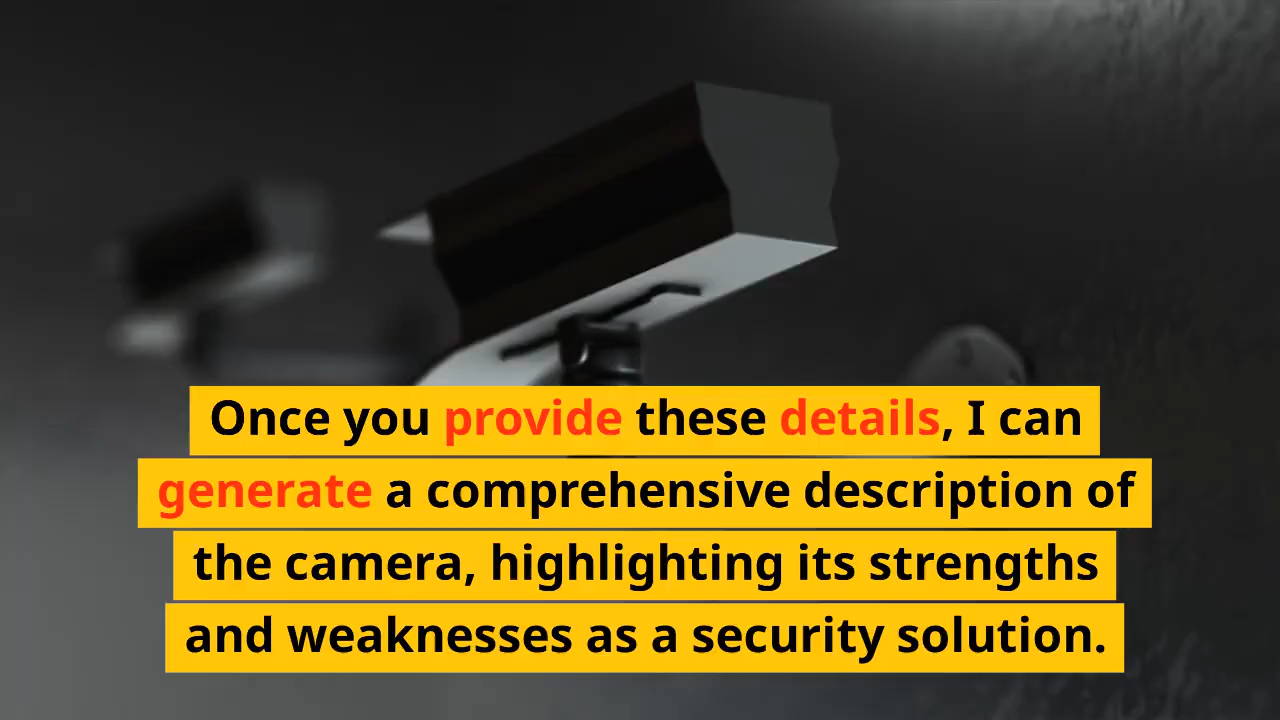 Once you provide these details, I can
generate a comprehensive description of
the camera, highlighting its strengths
and weaknesses as a security solution.